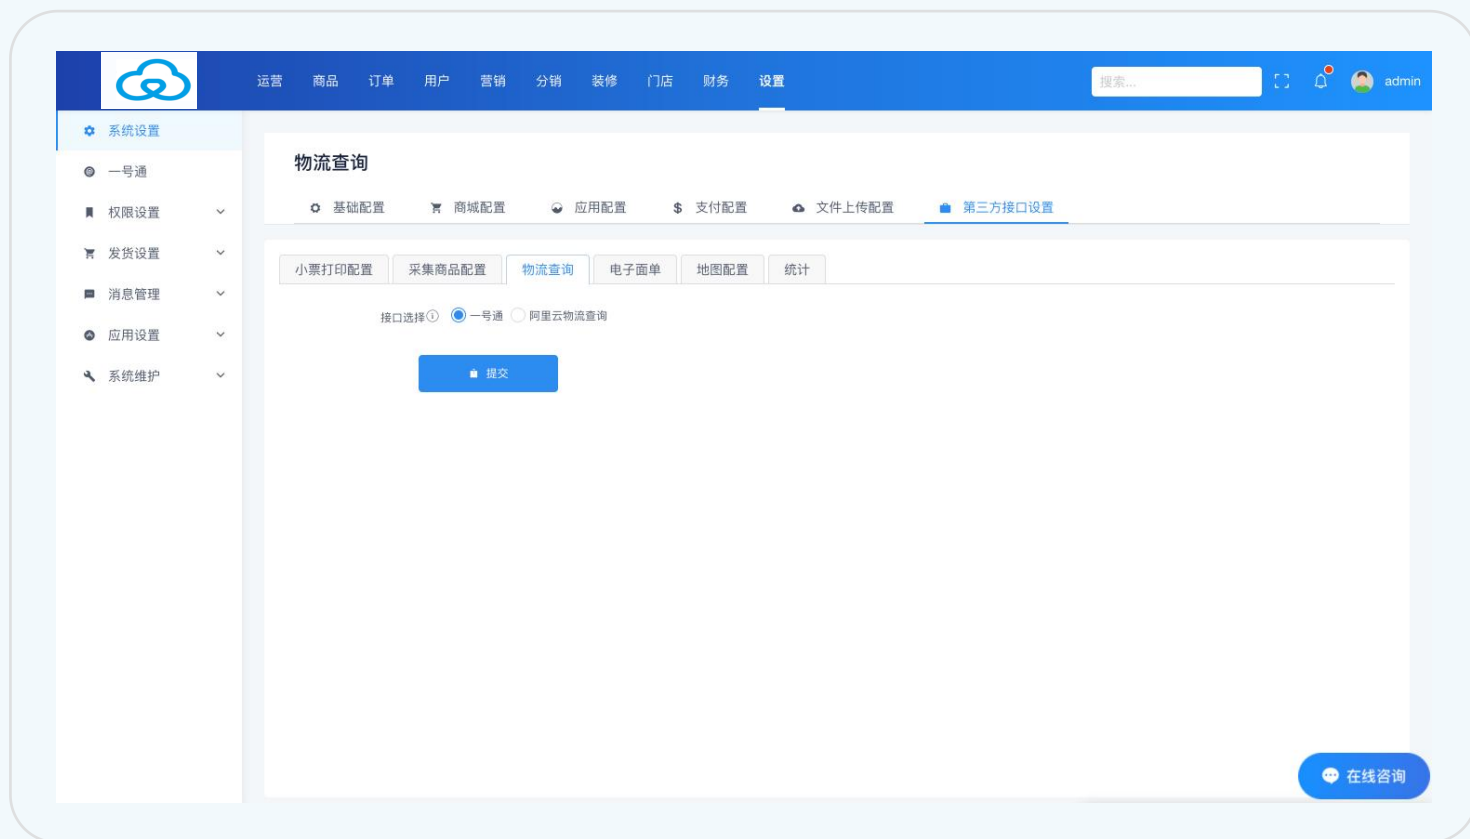 运营 商品 订单 用户 营销 分销 装修 门店 财务 设置 搜索... admin
系统设置
一号通
权限设置
发货设置
消息管理
应用设置
系统维护
物流查询
基础配置 商城配置 应用配置 支付配置 文件上传配置 第三方接口设置
小票打印配置 采集商品配置 物流查询 电子面单 地图配置 统计
接口选择 一号通 阿里云物流查询
提交
在线咨询